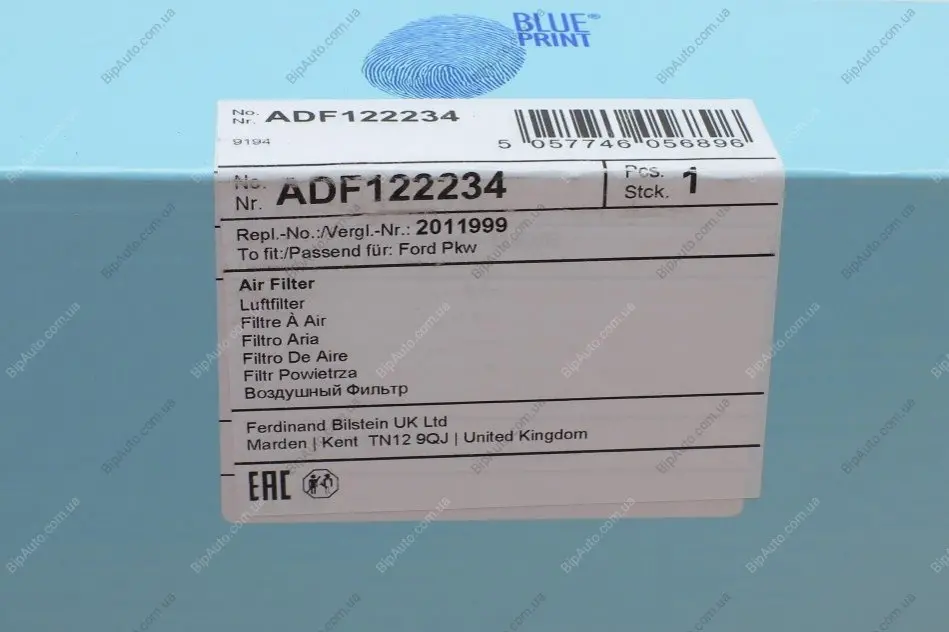 BLUE
PRINT®
No.
Nr. ADF122234
9194
5 057746 056896
No.
Nr. ADF122234
Pcs.
Stck. 1
Repl.-No.:/Vergl.-Nr.: 2011999
To fit:/Passend für: Ford Pkw
Air Filter
Luftfilter
Filtre À Air
Filtro Aria
Filtro De Aire
Filtr Powietrza
Воздушный Фильтр
Ferdinand Bilstein UK Ltd
Marden | Kent TN12 9QJ | United Kingdom
EAC
BipAuto.com.ua